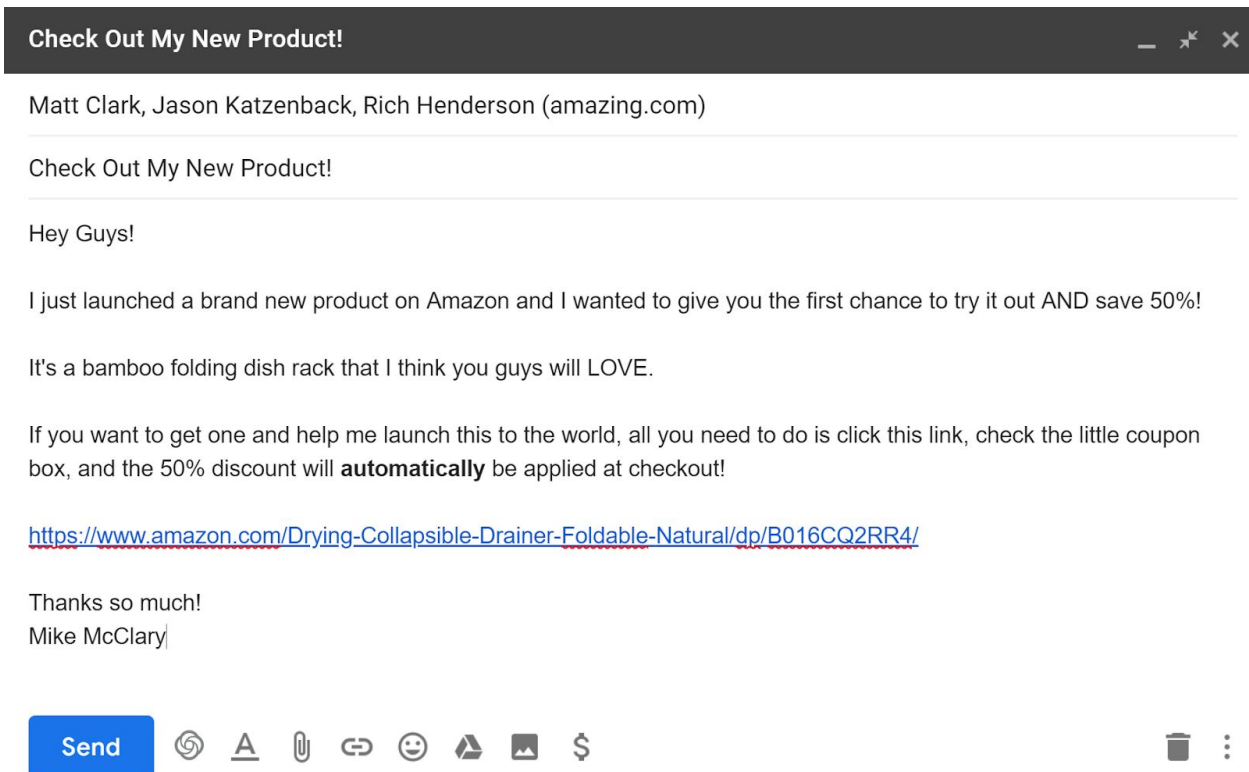 Check Out My New Product!
Matt Clark, Jason Katzenback, Rich Henderson (amazing.com)
Check Out My New Product!
Hey Guys!
I just launched a brand new product on Amazon and I wanted to give you the first chance to try it out AND save 50%!
It's a bamboo folding dish rack that I think you guys will LOVE.
If you want to get one and help me launch this to the world, all you need to do is click this link, check the little coupon
box, and the 50% discount will automatically be applied at checkout!
https://www.amazon.com/Drying-Collapsible-Drainer-Foldable-Natural/dp/B016CQ2RR4/
Thanks so much!
Mike McClary
Send